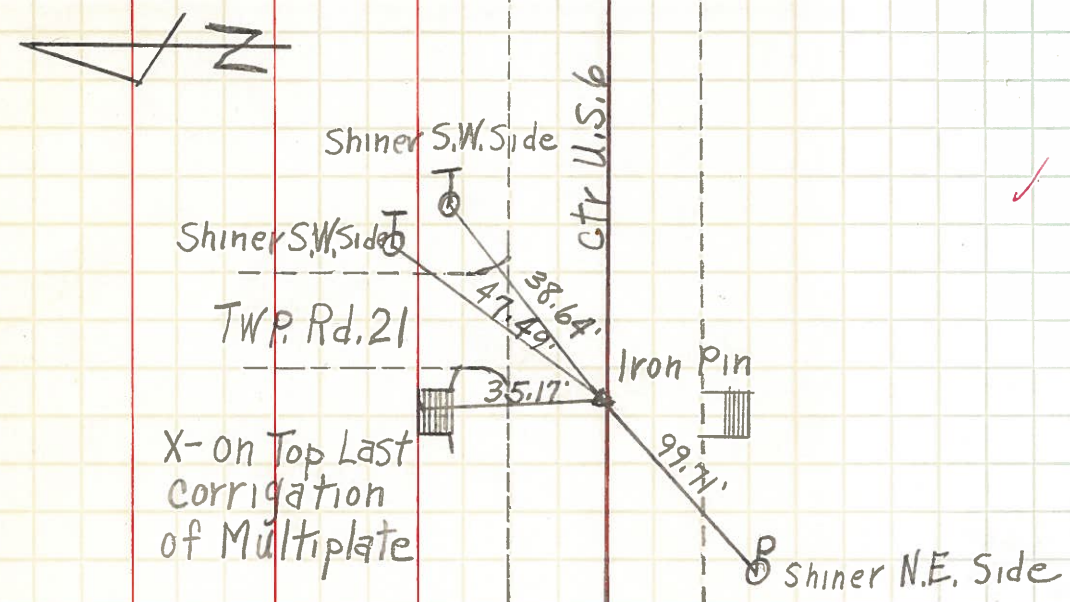 N
Shiner S.W. Side
T
ctr U.S. 6
Shiner S.W. Side
T
38.64'
47.49'
TWP. Rd. 21
Iron Pin
35.17'
X- on Top Last
corrigation
of Multiplate
99.71'
P
Shiner N.E. Side